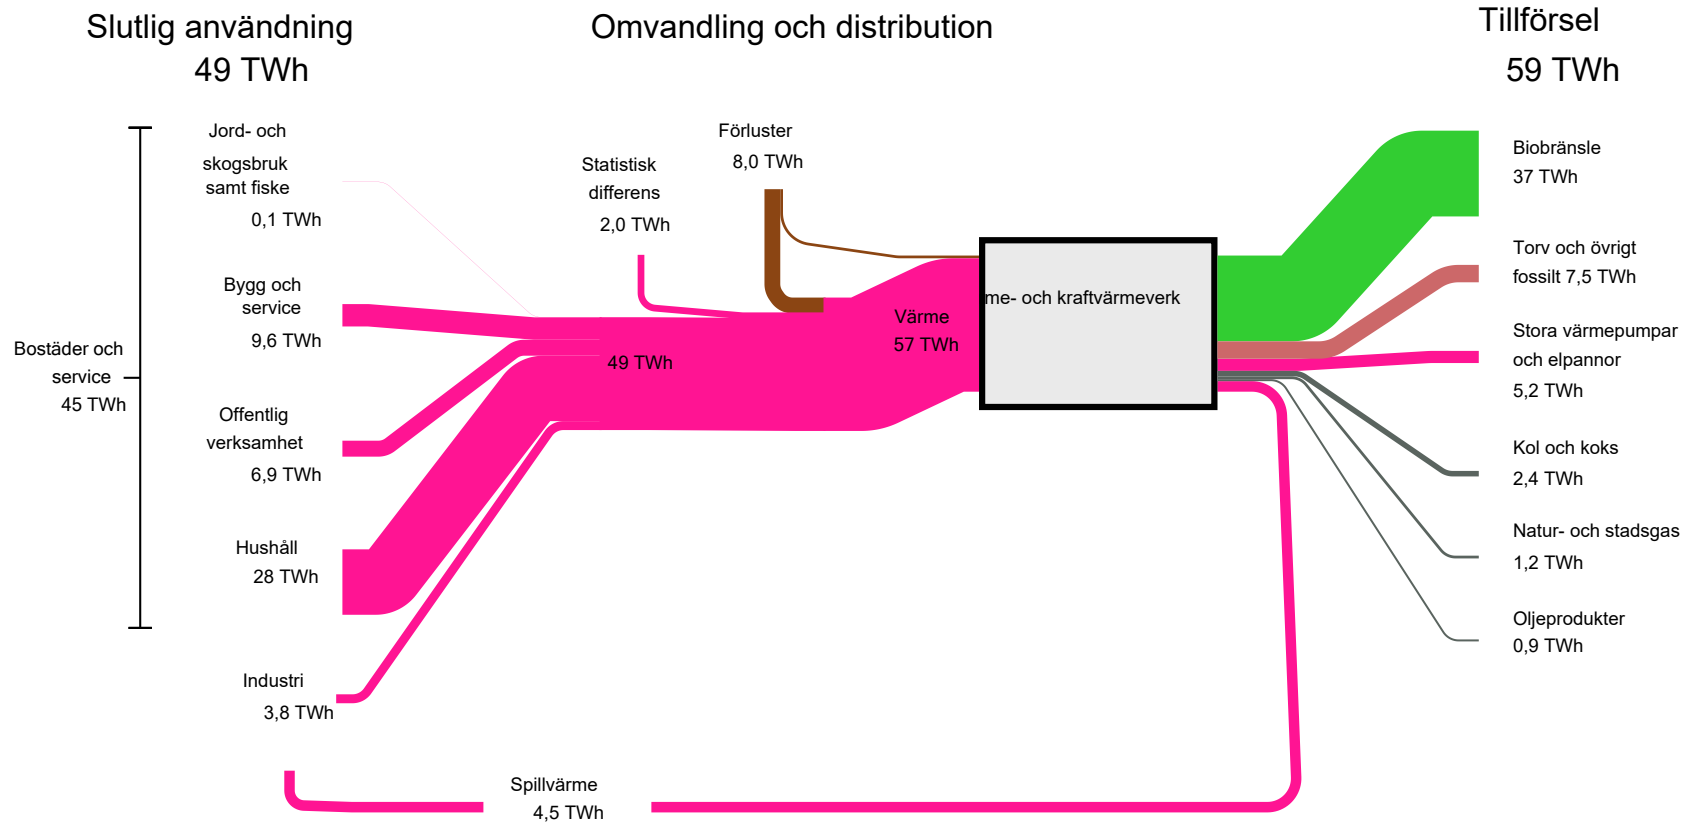 Slutlig användning
49 TWh
Omvandling och distribution
Tillförsel
59 TWh
Jord- och
skogsbruk
samt fiske
0,1 TWh
Bygg och
service
9,6 TWh
Bostäder och
service
45 TWh
Offentlig
verksamhet
6,9 TWh
Hushåll
28 TWh
Industri
3,8 TWh
Statistisk
differens
2,0 TWh
Förluster
8,0 TWh
49 TWh
Värme
57 TWh
me- och kraftvärmeverk
Spillvärme
4,5 TWh
Biobränsle
37 TWh
Torv och övrigt
fossilt 7,5 TWh
Stora värmepumpar
och elpannor
5,2 TWh
Kol och koks
2,4 TWh
Natur- och stadsgas
1,2 TWh
Oljeprodukter
0,9 TWh